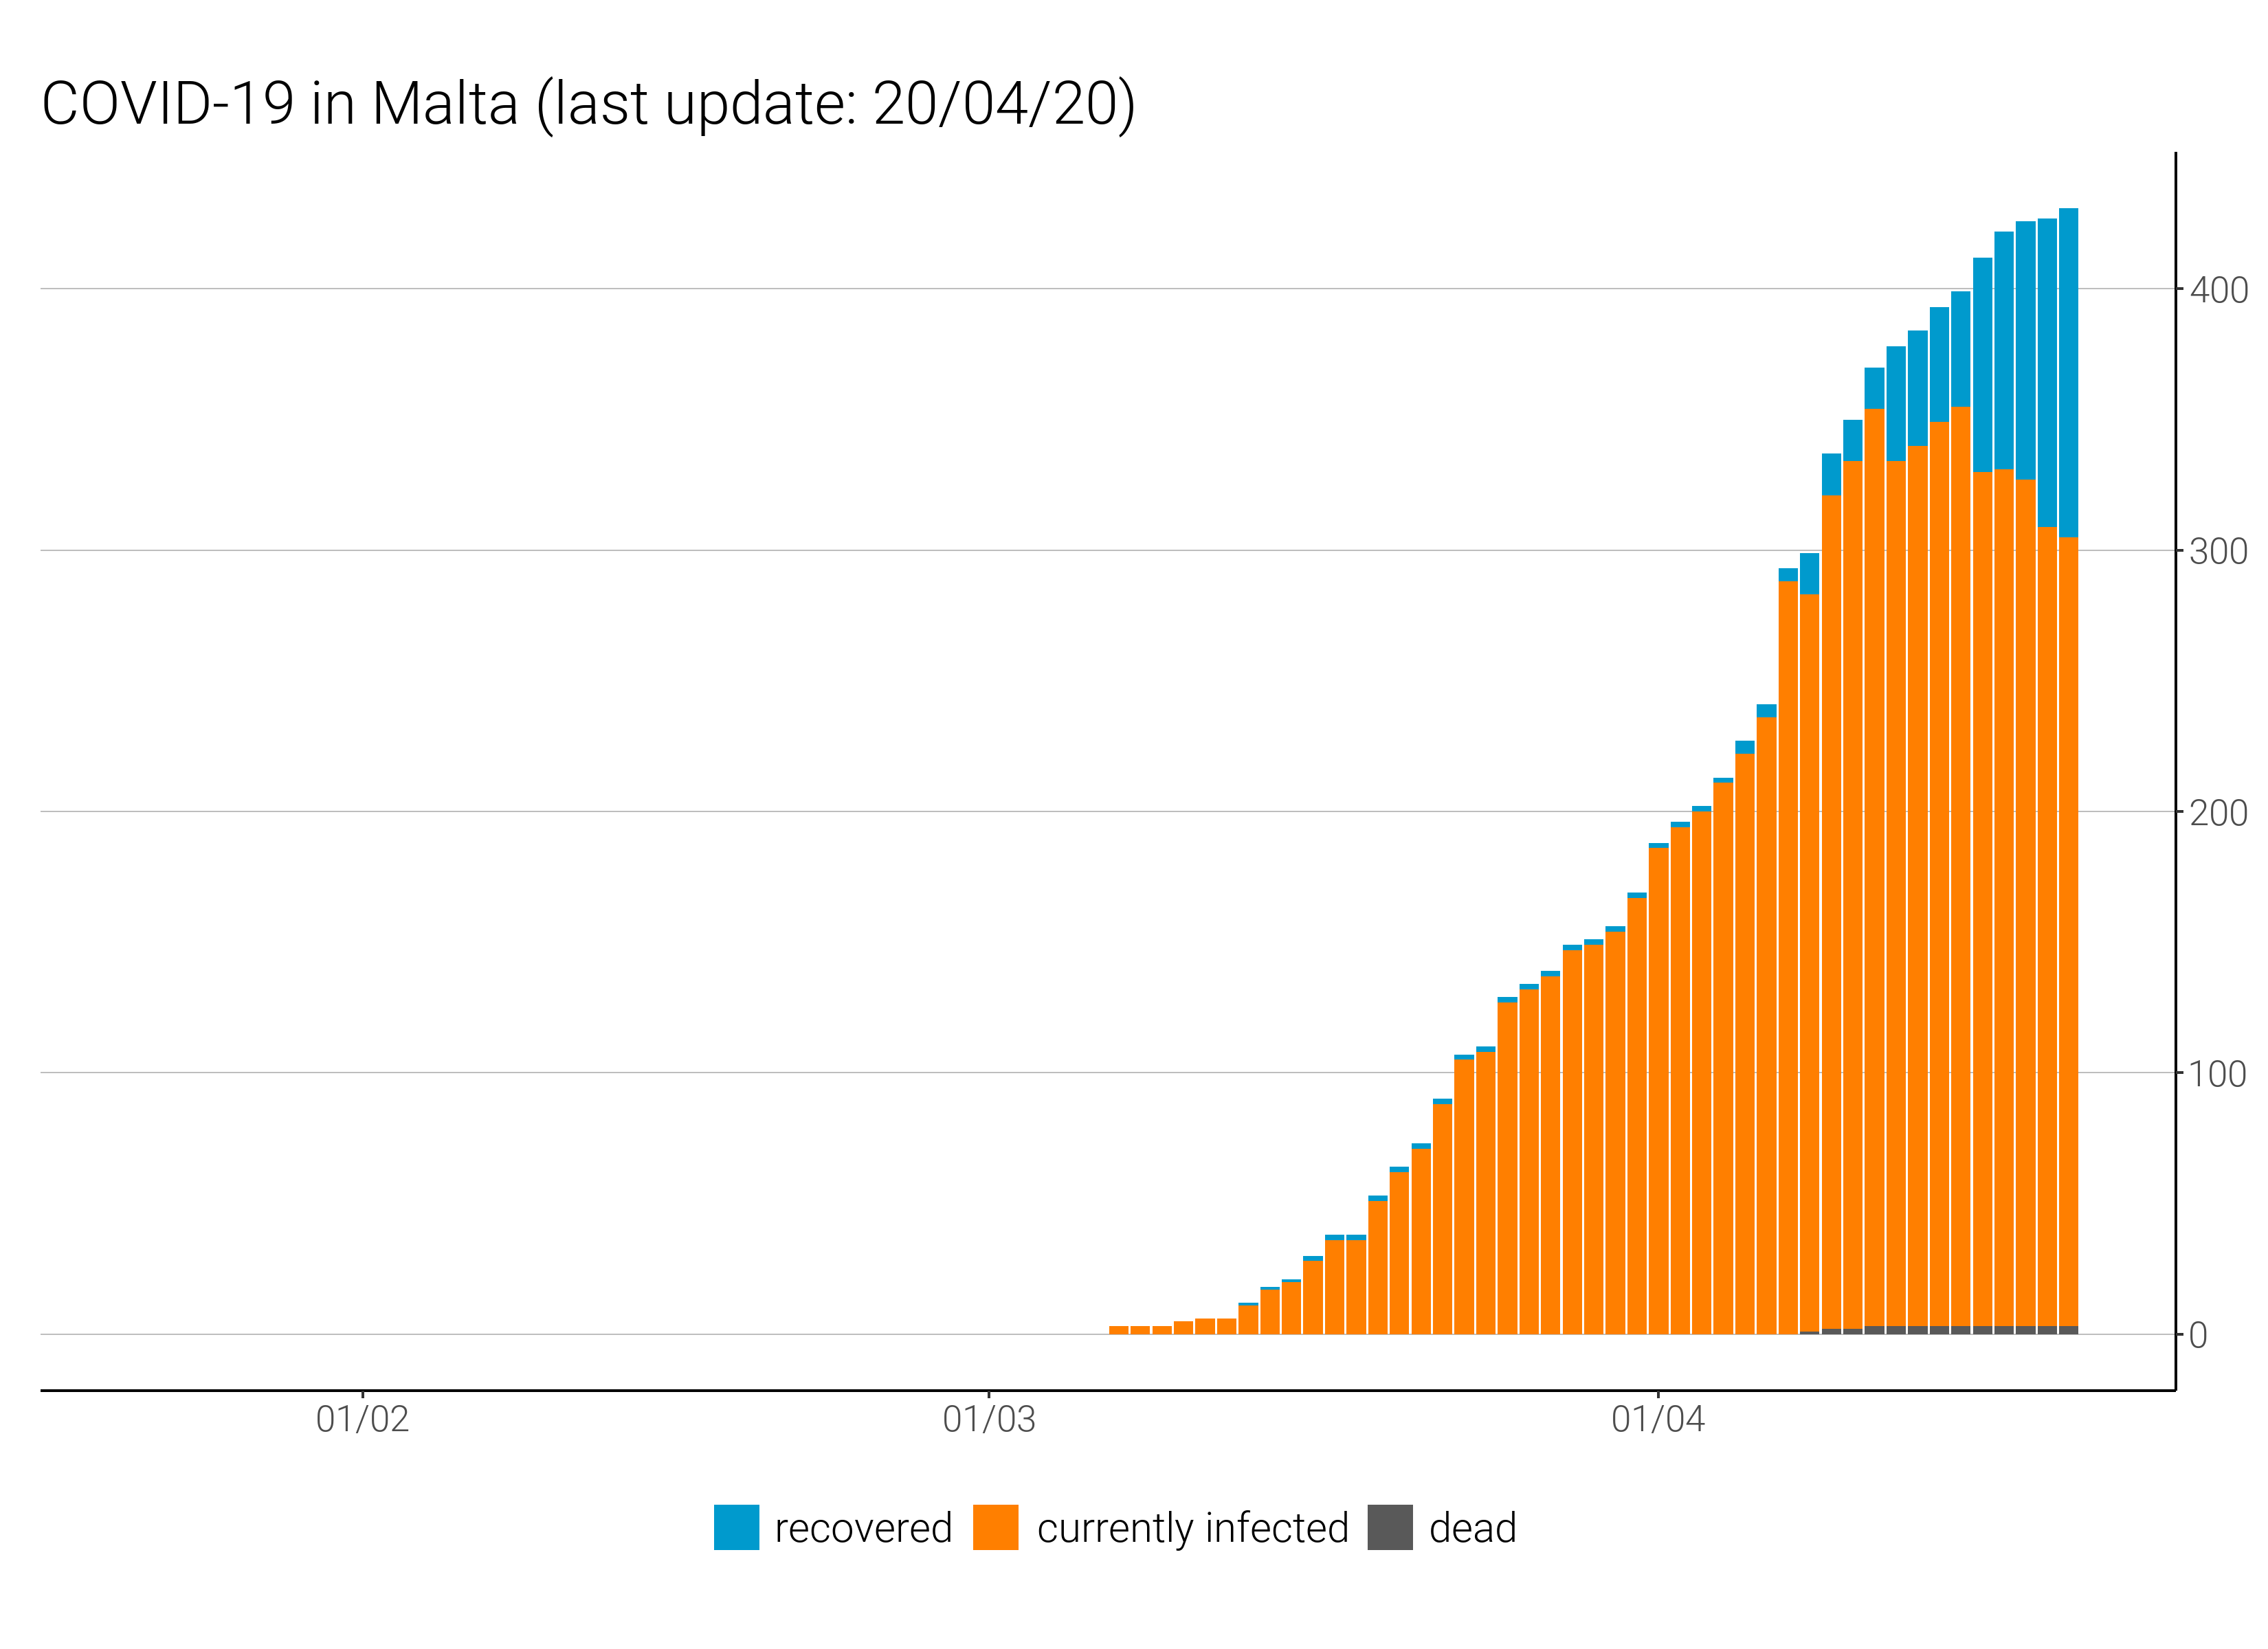 COVID-19 in Malta (last update: 20/04/20)
400
300
200
100
0
01/02 01/03 01/04
recovered currently infected dead